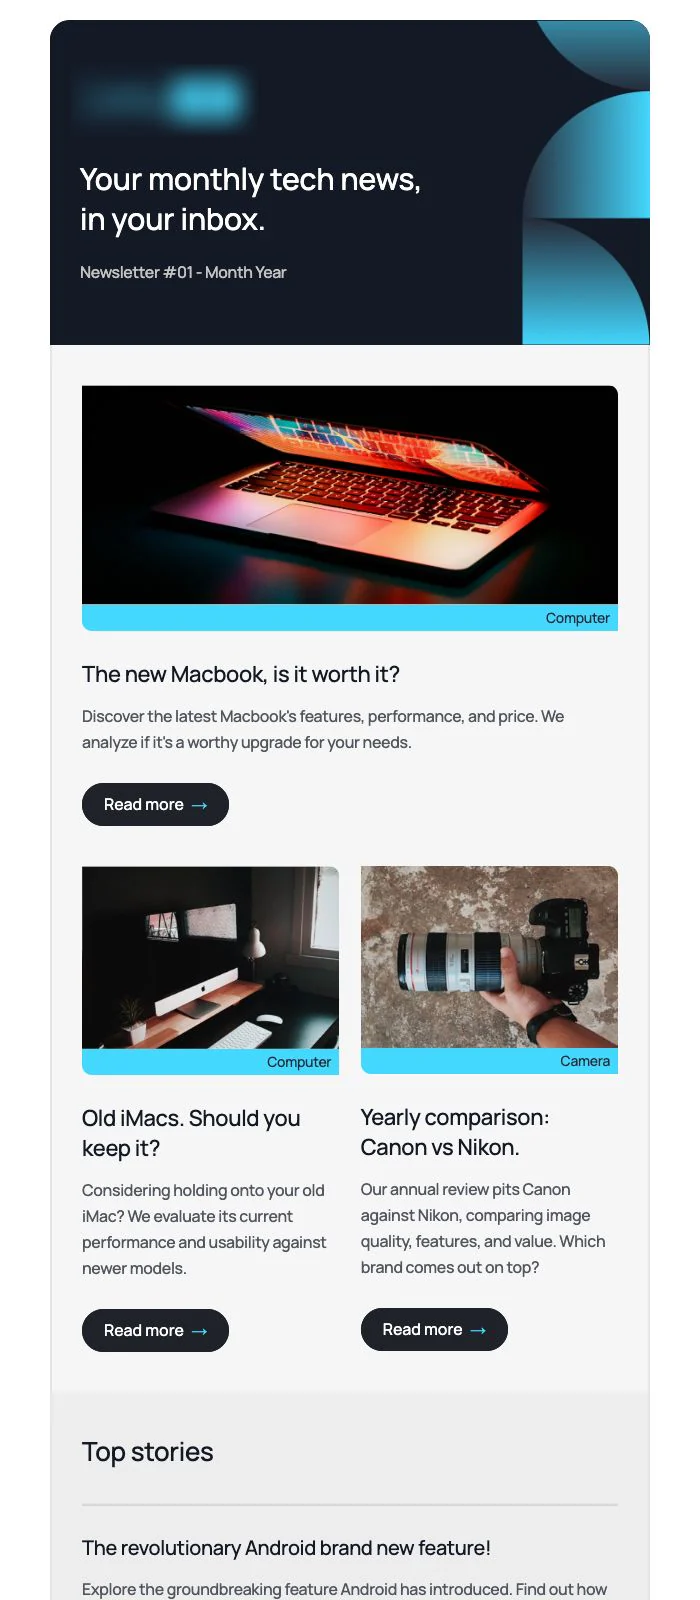 Your monthly tech news,
in your inbox.
Newsletter #01 - Month Year
Computer
The new Macbook, is it worth it?
Discover the latest Macbook's features, performance, and price. We
analyze if it's a worthy upgrade for your needs.
Read more →
Computer
Old iMacs. Should you
keep it?
Considering holding onto your old
iMac? We evaluate its current
performance and usability against
newer models.
Read more →
Camera
Yearly comparison:
Canon vs Nikon.
Our annual review pits Canon
against Nikon, comparing image
quality, features, and value. Which
brand comes out on top?
Read more →
Top stories
The revolutionary Android brand new feature!
Explore the groundbreaking feature Android has introduced. Find out how